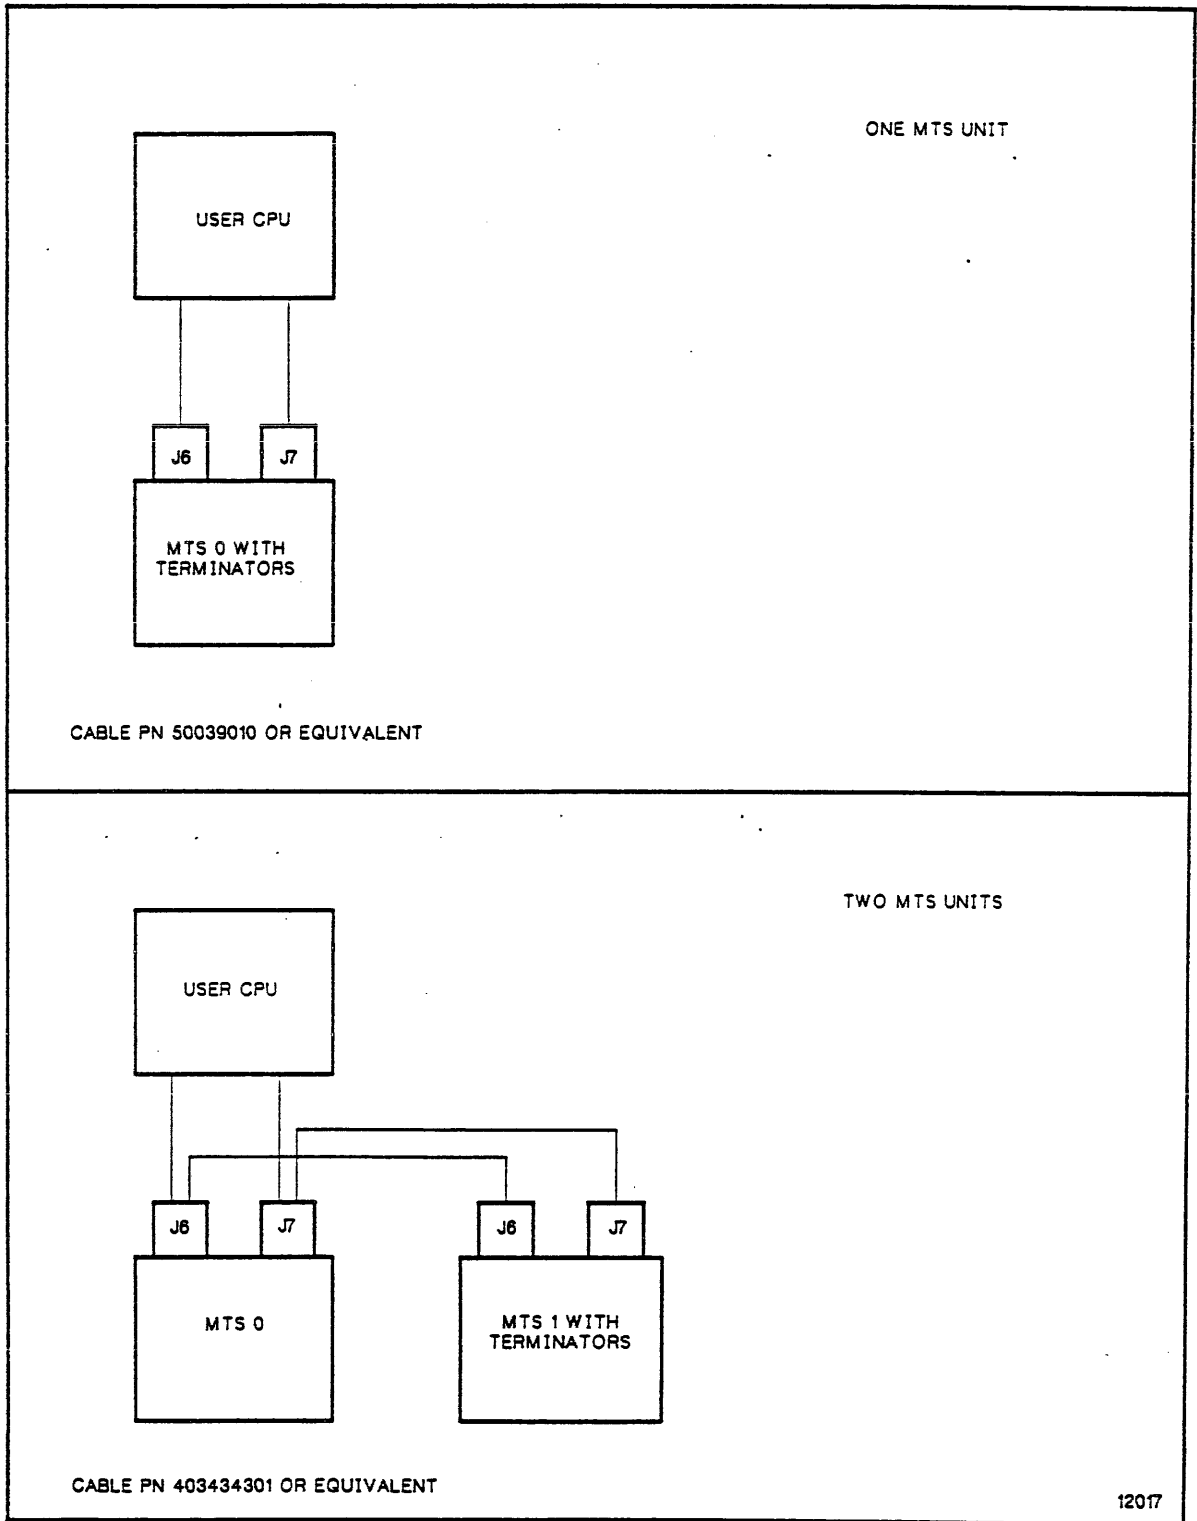 ONE MTS UNIT
USER CPU
J6 J7
MTS 0 WITH
TERMINATORS
CABLE PN 50039010 OR EQUIVALENT
TWO MTS UNITS
USER CPU
J6 J7 J6 J7
MTS 0
MTS 1 WITH
TERMINATORS
CABLE PN 403434301 OR EQUIVALENT
12017